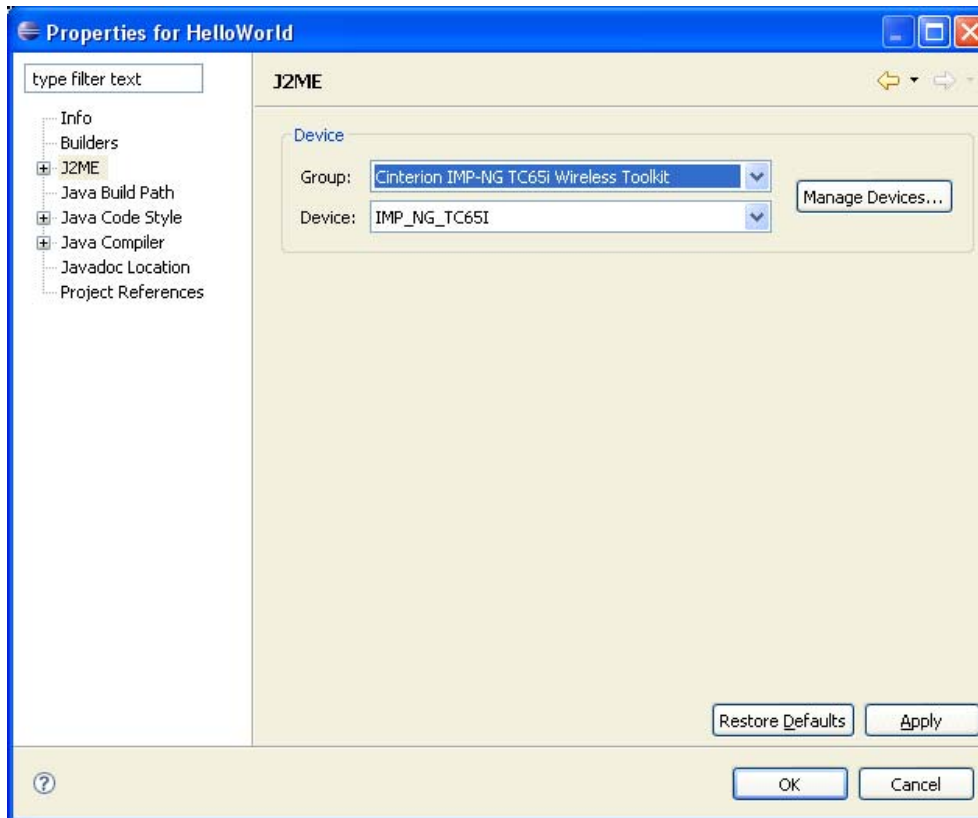 Properties for HelloWorld
type filter text
Info
Builders
J2ME
Java Build Path
Java Code Style
Java Compiler
Javadoc Location
Project References
J2ME
Device
Group: Cinterion IMP-NG TC65i Wireless Toolkit
Device: IMP_NG_TC65I
Manage Devices...
Restore Defaults Apply
OK Cancel